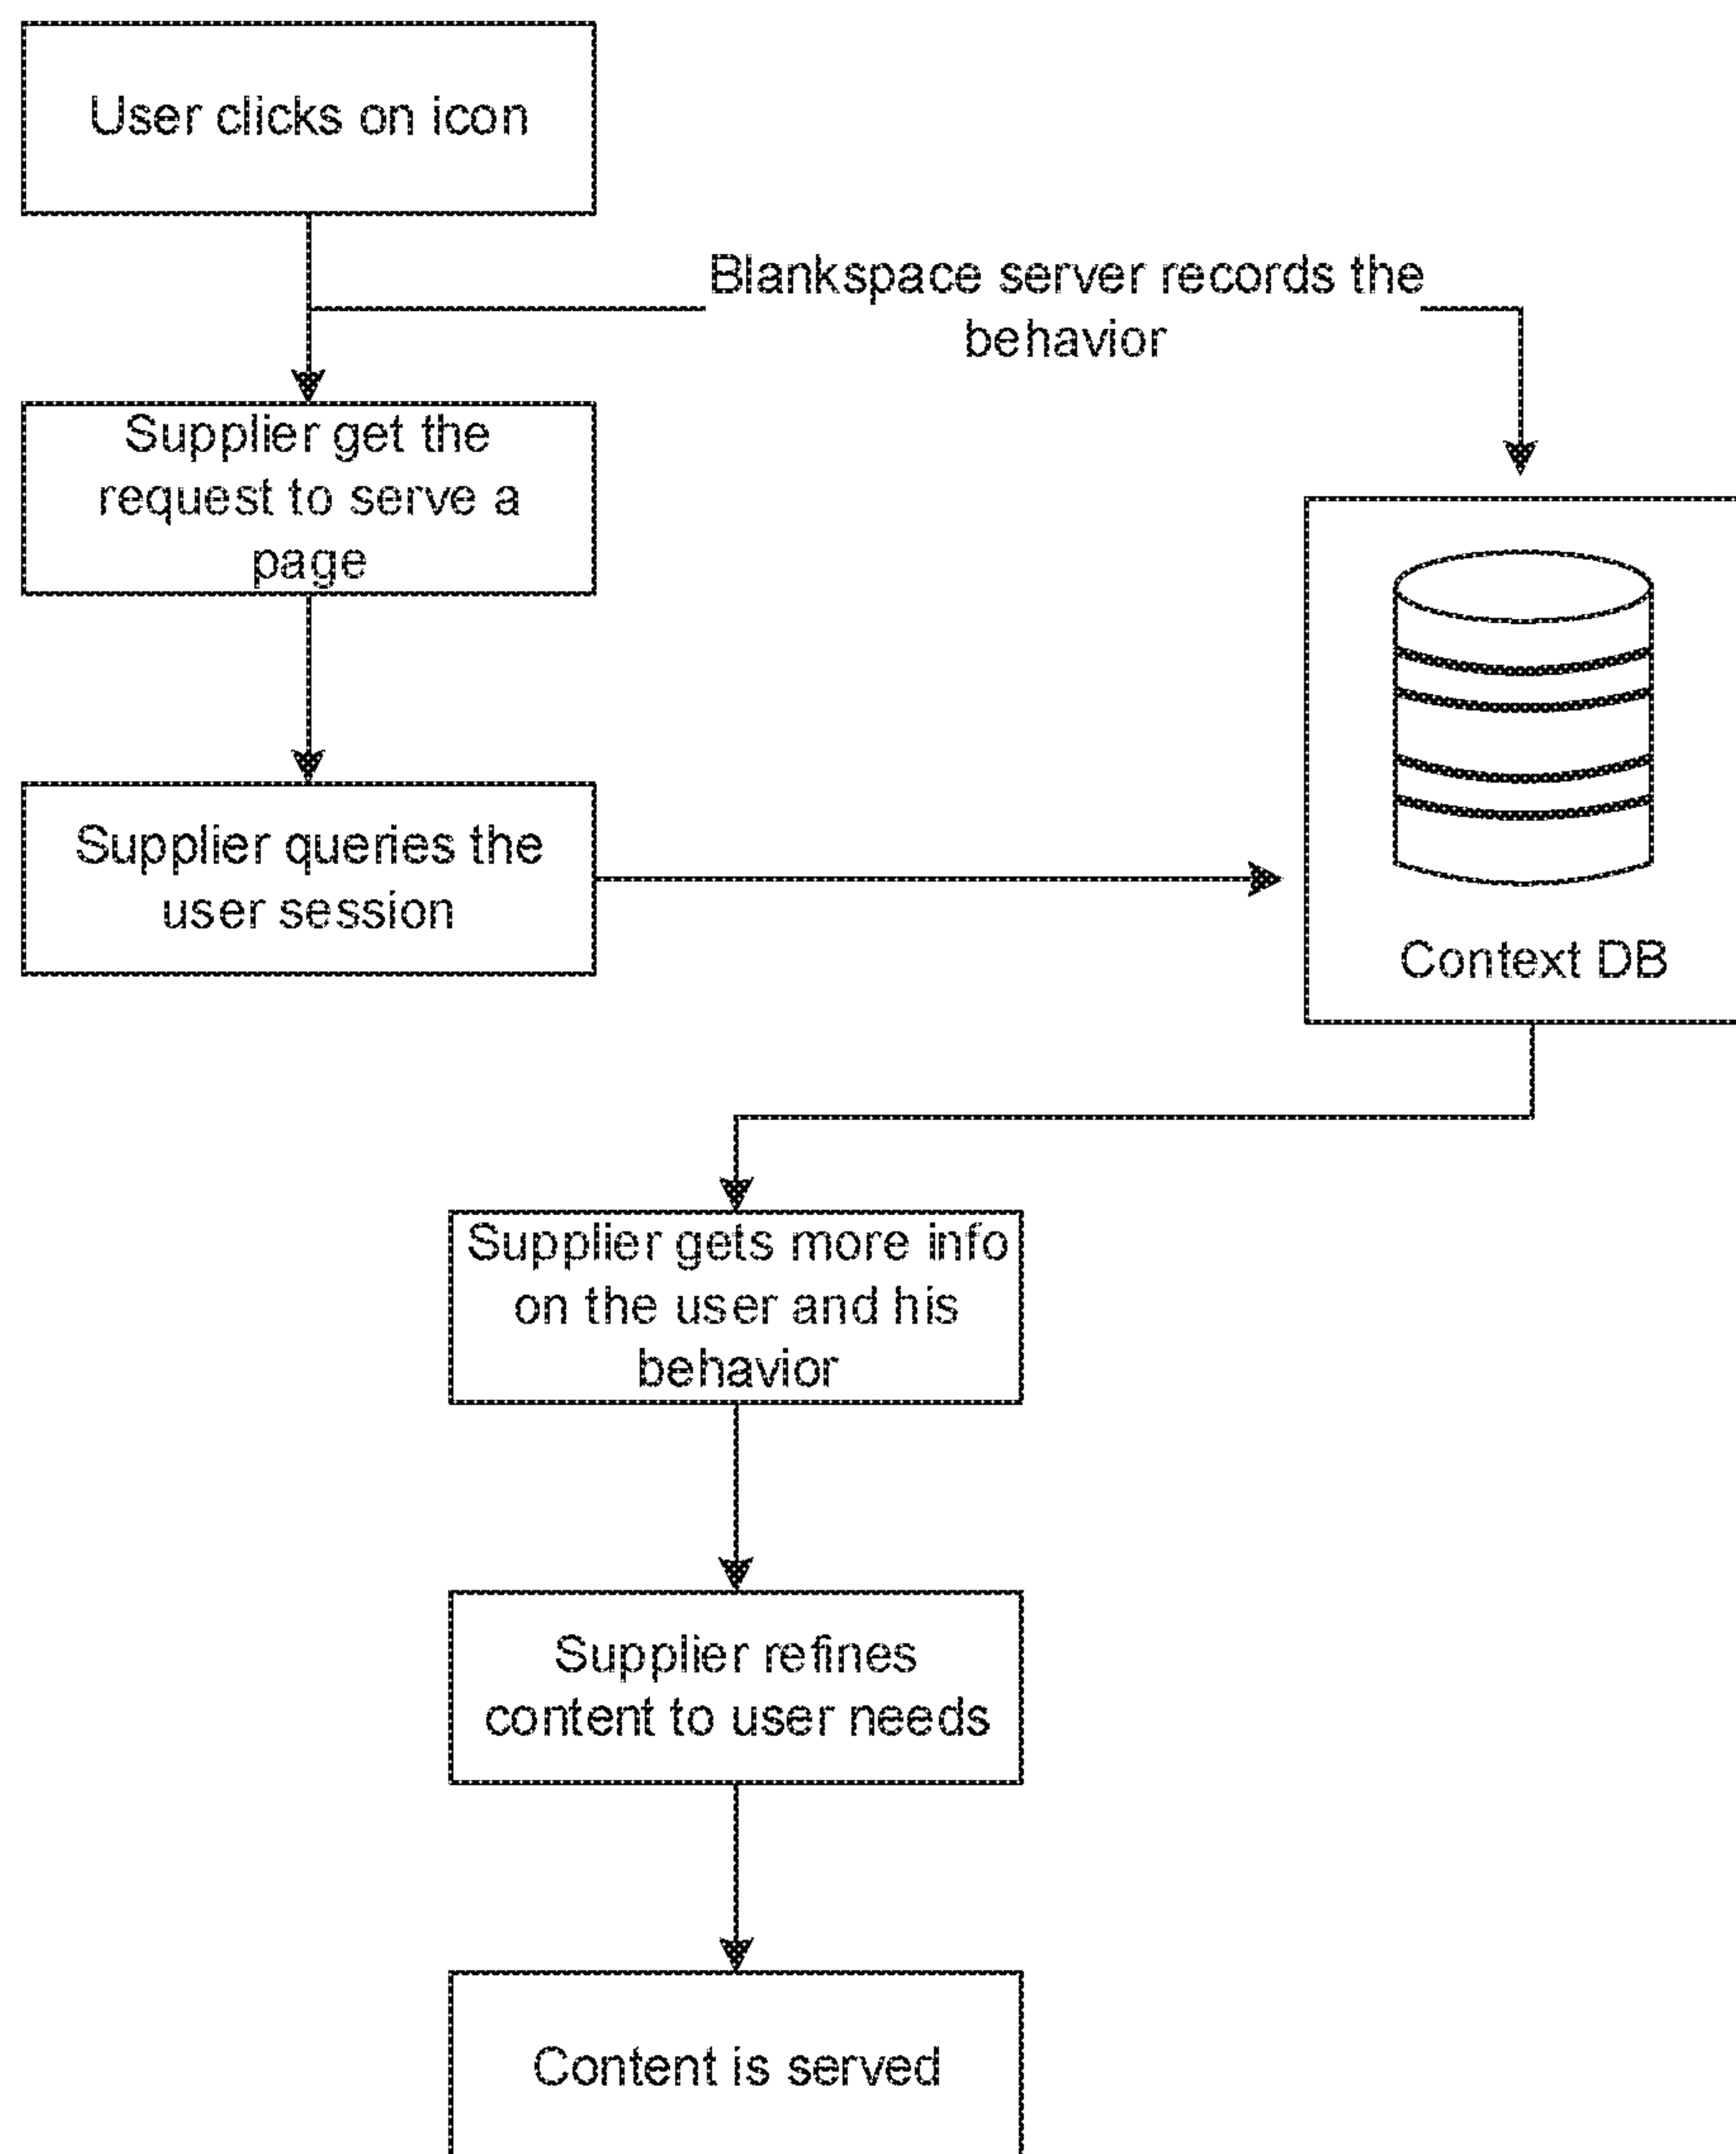 User clicks on icon
Blankspace server records the
behavior
Supplier get the
request to serve a
page
Supplier queries the
user session
Context DB
Supplier gets more info
on the user and his
behavior
Supplier refines
content to user needs
Content is served